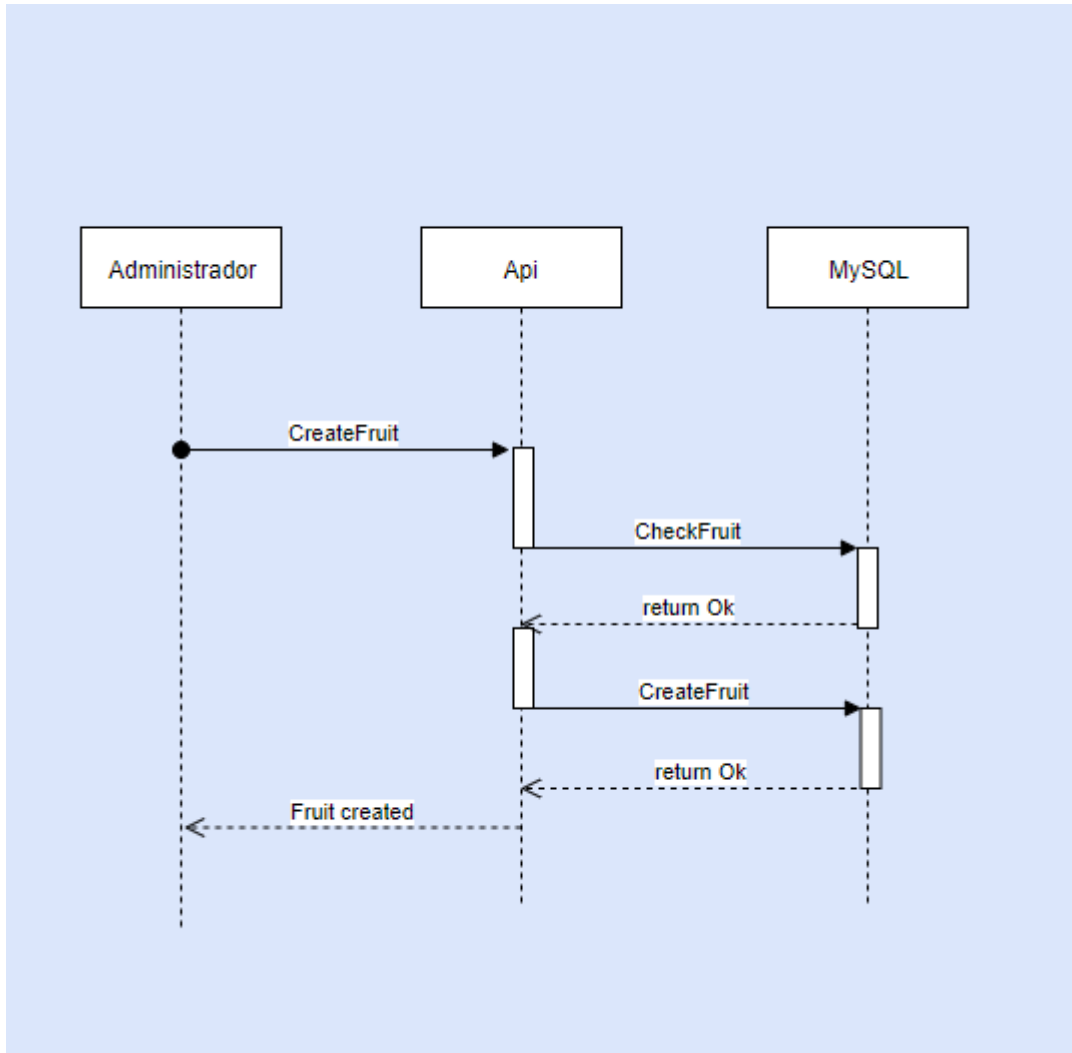 Administrador
Api
MySQL
CreateFruit
CheckFruit
return Ok
CreateFruit
return Ok
Fruit created